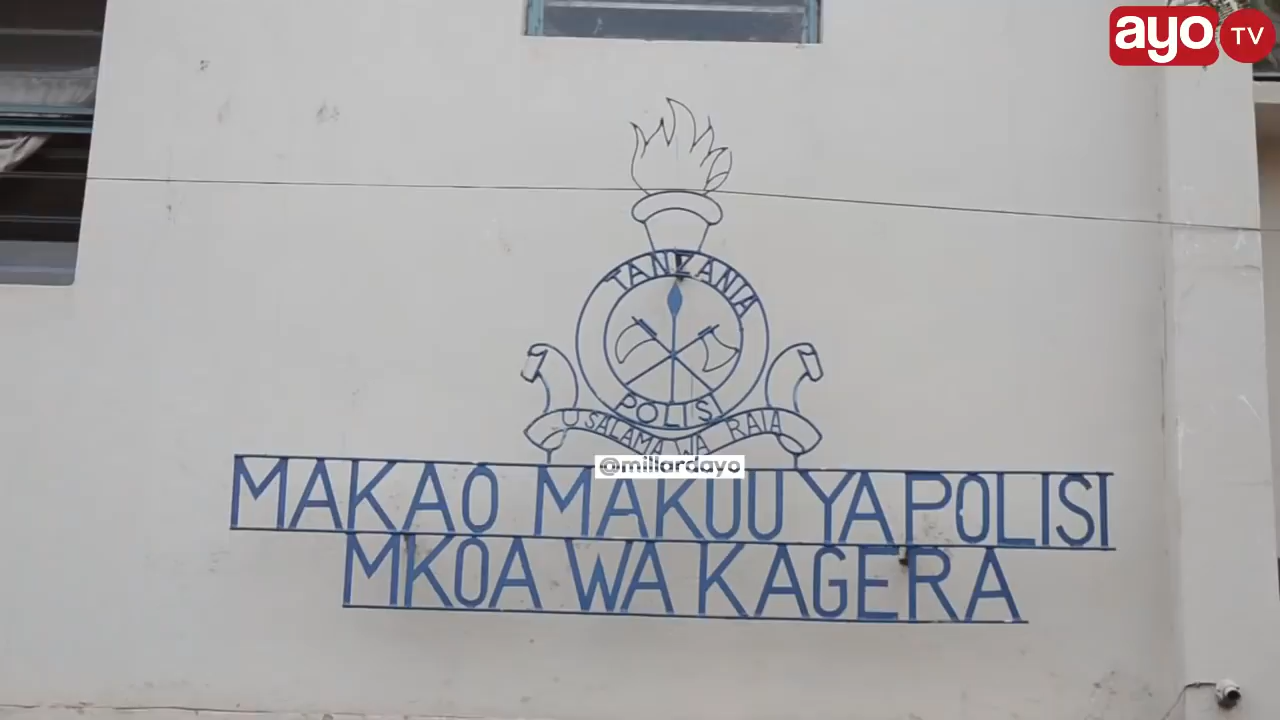 ayo TV
TANZANIA
POLISI
USALAMA WA RAIA
@millardayo
MAKAO MAKUU YA POLISI
MKOA WA KAGERA